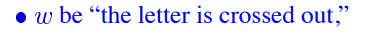 • w be “the letter is crossed out,”